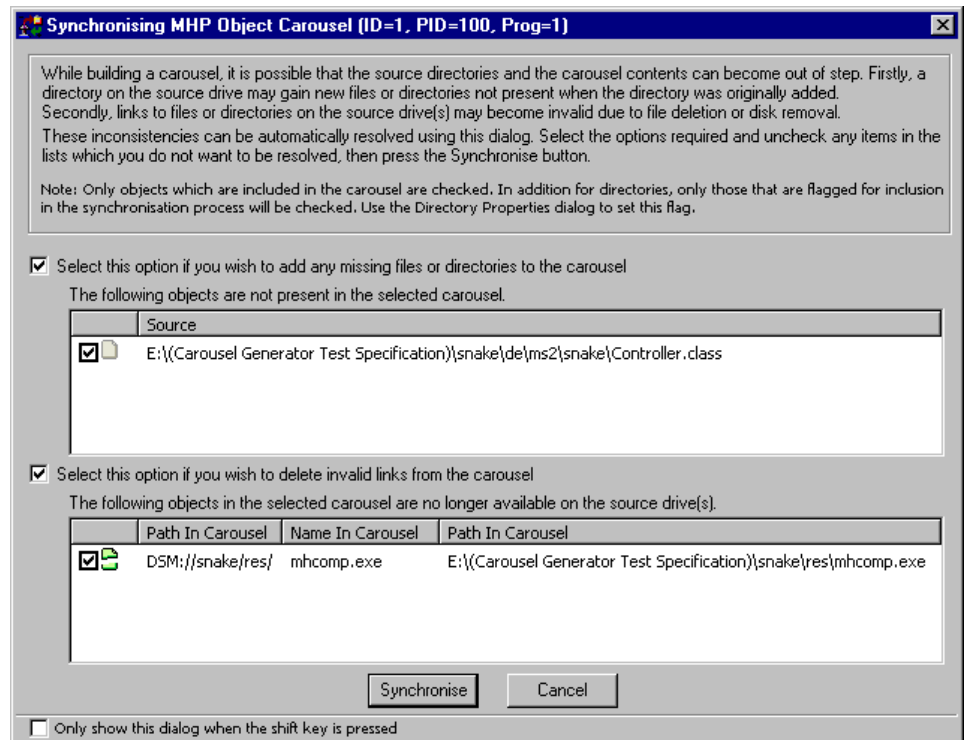 Synchronising MHP Object Carousel (ID=1, PID=100, Prog=1)
While building a carousel, it is possible that the source directories and the carousel contents can become out of step. Firstly, a
directory on the source drive may gain new files or directories not present when the directory was originally added.
Secondly, links to files or directories on the source drive(s) may become invalid due to file deletion or disk removal.
These inconsistencies can be automatically resolved using this dialog. Select the options required and uncheck any items in the
lists which you do not want to be resolved, then press the Synchronise button.
Note: Only objects which are included in the carousel are checked. In addition for directories, only those that are flagged for inclusion
in the synchronisation process will be checked. Use the Directory Properties dialog to set this flag.
Select this option if you wish to add any missing files or directories to the carousel
The following objects are not present in the selected carousel.
Source
E:\(Carousel Generator Test Specification)\snake\de\ms2\snake\Controller.class
Select this option if you wish to delete invalid links from the carousel
The following objects in the selected carousel are no longer available on the source drive(s).
Path In Carousel Name In Carousel Path In Carousel
DSM://snake/res/ mhcomp.exe E:\(Carousel Generator Test Specification)\snake\res\mhcomp.exe
Synchronise Cancel
Only show this dialog when the shift key is pressed